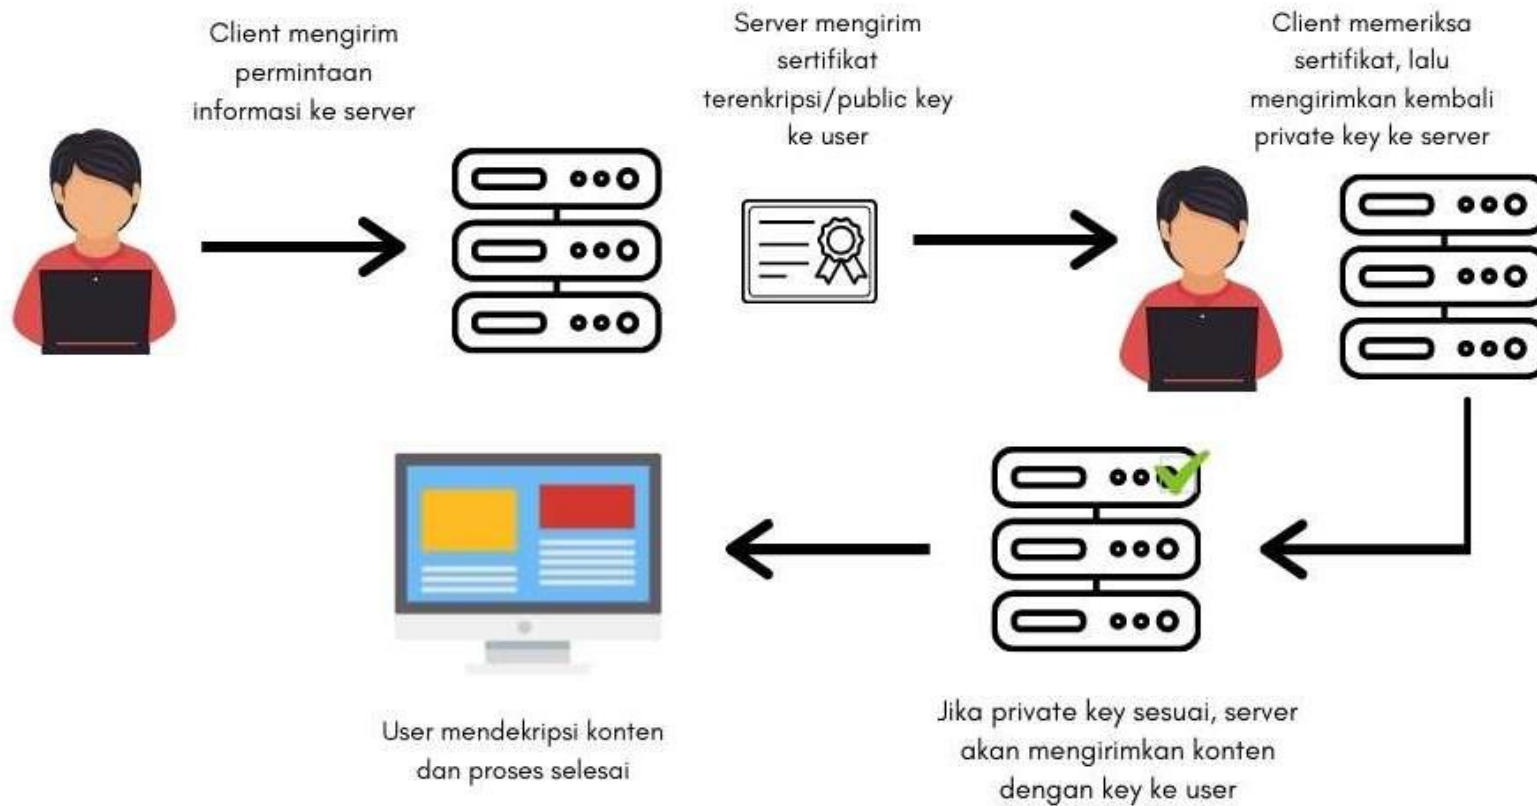 Client mengirim
permintaan
informasi ke server
Server mengirim
sertifikat
terenkripsi/public key
ke user
Client memeriksa
sertifikat, lalu
mengirimkan kembali
private key ke server
Jika private key sesuai, server
akan mengirimkan konten
dengan key ke user
User mendekripsi konten
dan proses selesai